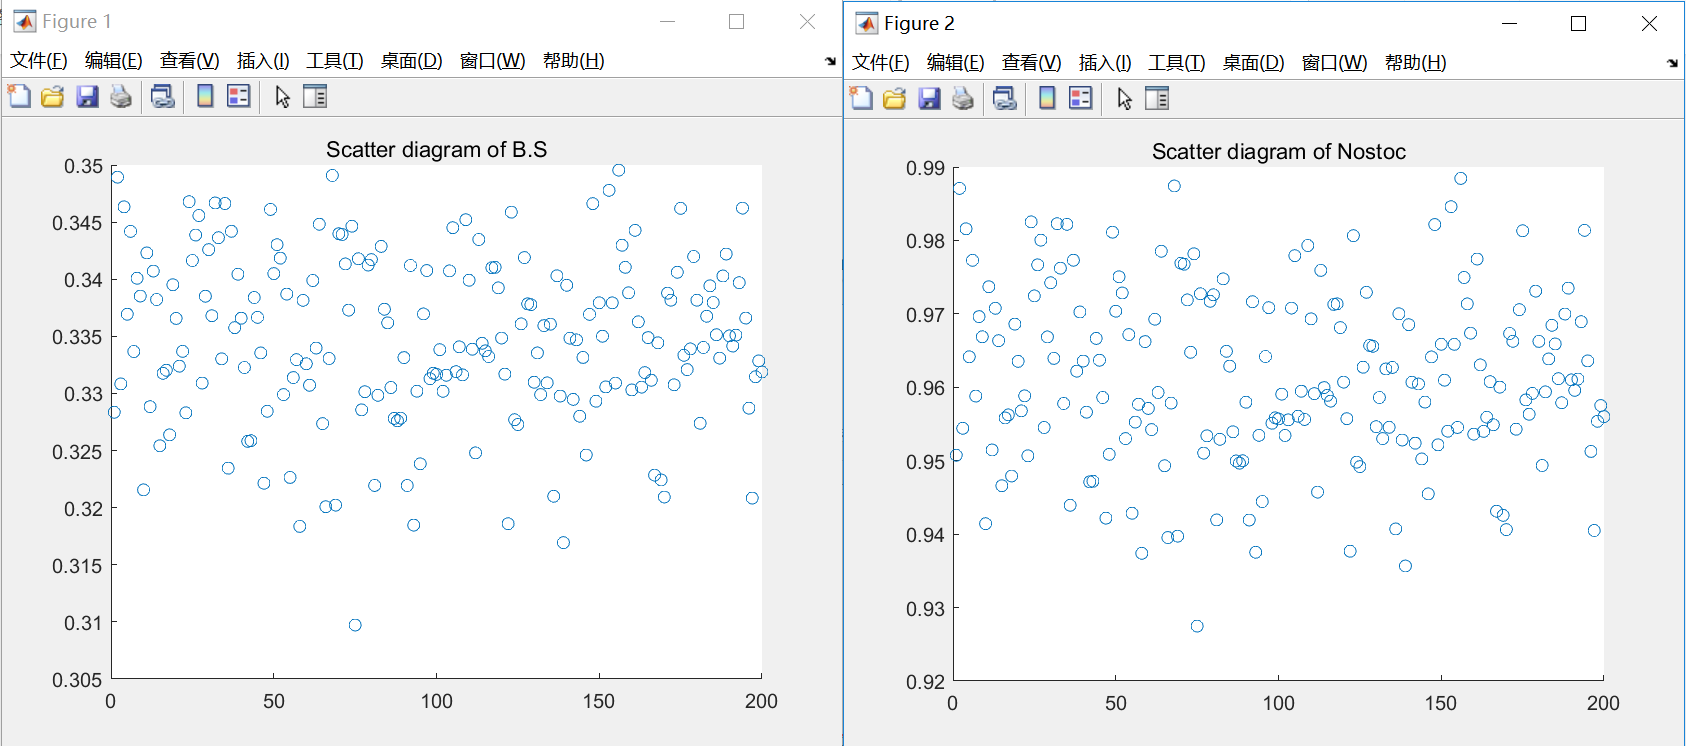 Figure 1
文件(F) 编辑(E) 查看(V) 插入(I) 工具(T) 桌面(D) 窗口(W) 帮助(H)
Scatter diagram of B.S
0.35
0.345
0.34
0.335
0.33
0.325
0.32
0.315
0.31
0.305
0 50 100 150 200
Figure 2
文件(F) 编辑(E) 查看(V) 插入(I) 工具(T) 桌面(D) 窗口(W) 帮助(H)
Scatter diagram of Nostoc
0.99
0.98
0.97
0.96
0.95
0.94
0.93
0.92
0 50 100 150 200